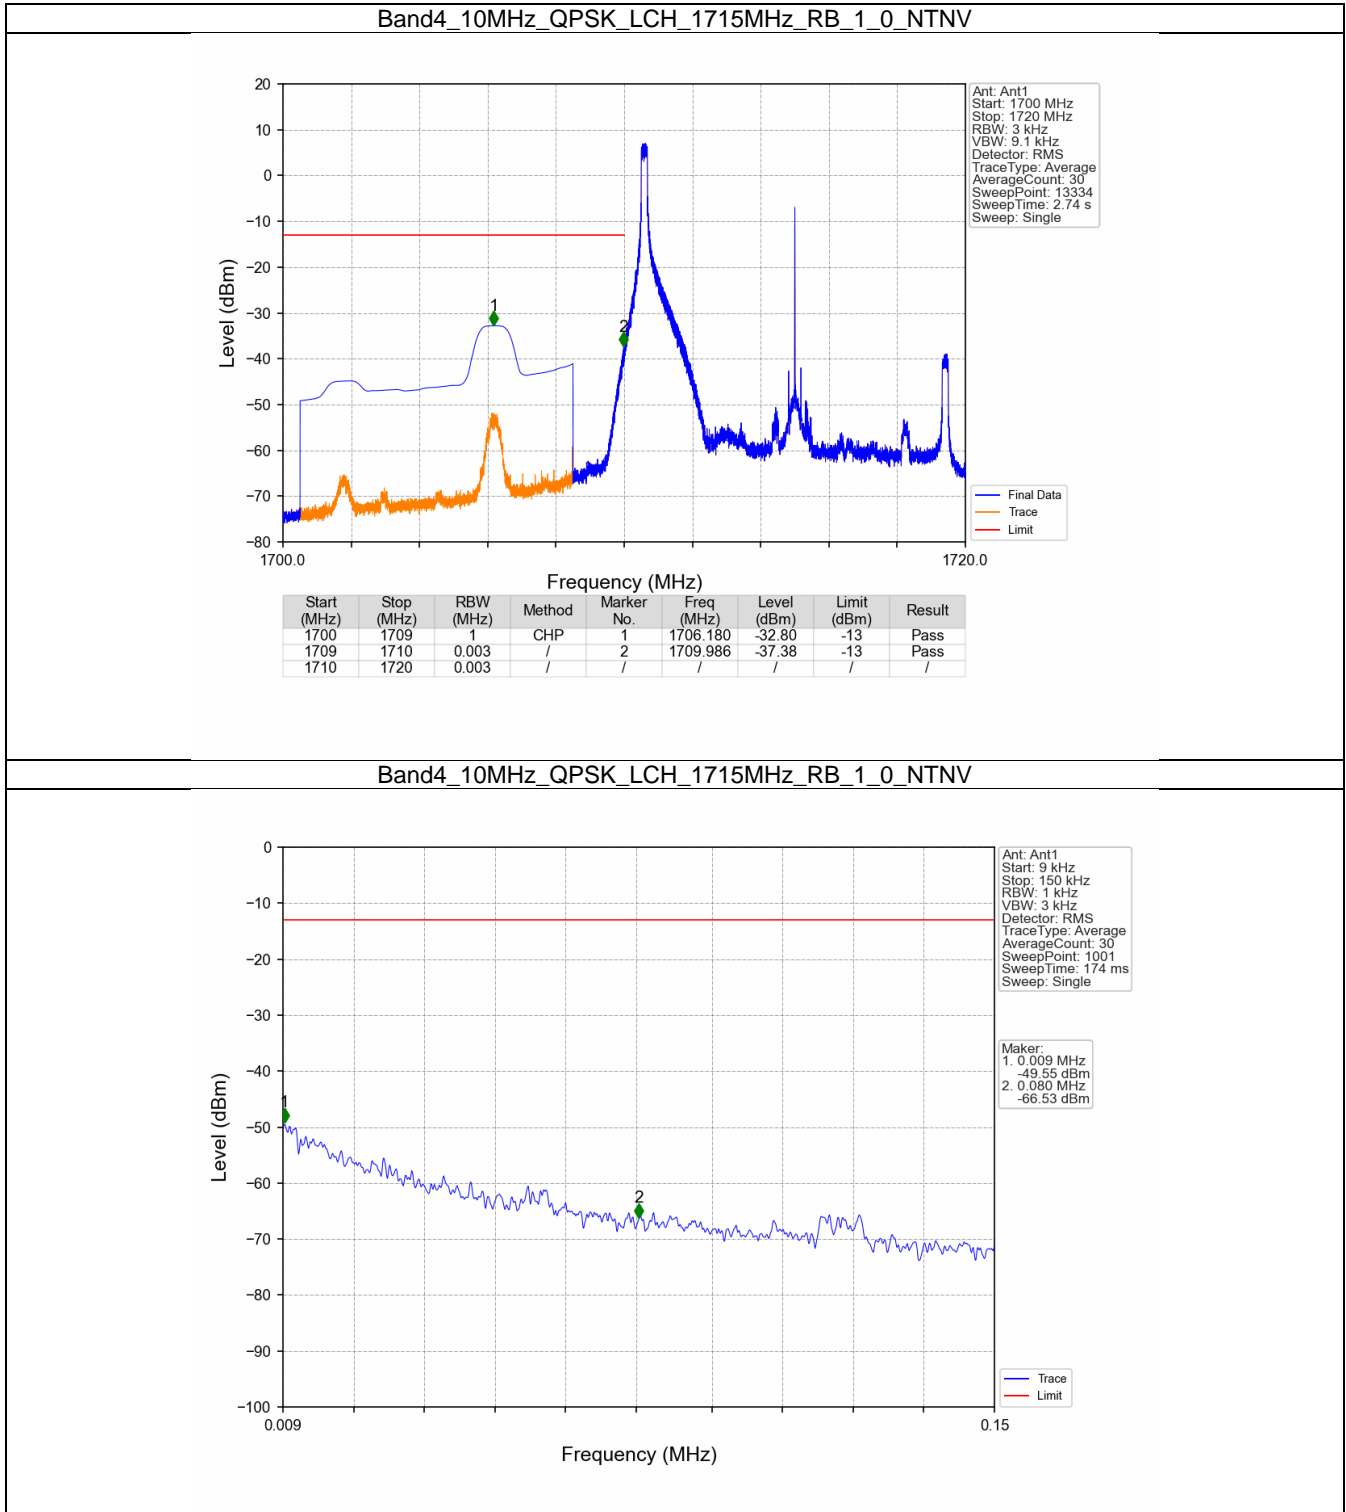 Band4_10MHz_QPSK_LCH_1715MHz_RB_1_0_NTNV
20
10
0
−10
−20
−30
−40
−50
−60
−70
−80
Level (dBm)
1
2
1700.0
1720.0
Frequency (MHz)
Ant: Ant1
Start: 1700 MHz
Stop: 1720 MHz
RBW: 3 kHz
VBW: 9.1 kHz
Detector: RMS
TraceType: Average
AverageCount: 30
SweepPoint: 13334
SweepTime: 2.74 s
Sweep: Single
Final Data
Trace
Limit
Start (MHz) Stop (MHz) RBW (MHz) Method Marker No. Freq (MHz) Level (dBm) Limit (dBm) Result
1700 1709 1 CHP 1 1706.180 -32.80 -13 Pass
1709 1710 0.003 / 2 1709.986 -37.38 -13 Pass
1710 1720 0.003 / / / / / /
Band4_10MHz_QPSK_LCH_1715MHz_RB_1_0_NTNV
0
−10
−20
−30
−40
−50
−60
−70
−80
−90
−100
Level (dBm)
1
2
0.009
0.15
Frequency (MHz)
Ant: Ant1
Start: 9 kHz
Stop: 150 kHz
RBW: 1 kHz
VBW: 3 kHz
Detector: RMS
TraceType: Average
AverageCount: 30
SweepPoint: 1001
SweepTime: 174 ms
Sweep: Single
Maker:
1. 0.009 MHz
-49.55 dBm
2. 0.080 MHz
-66.53 dBm
Trace
Limit